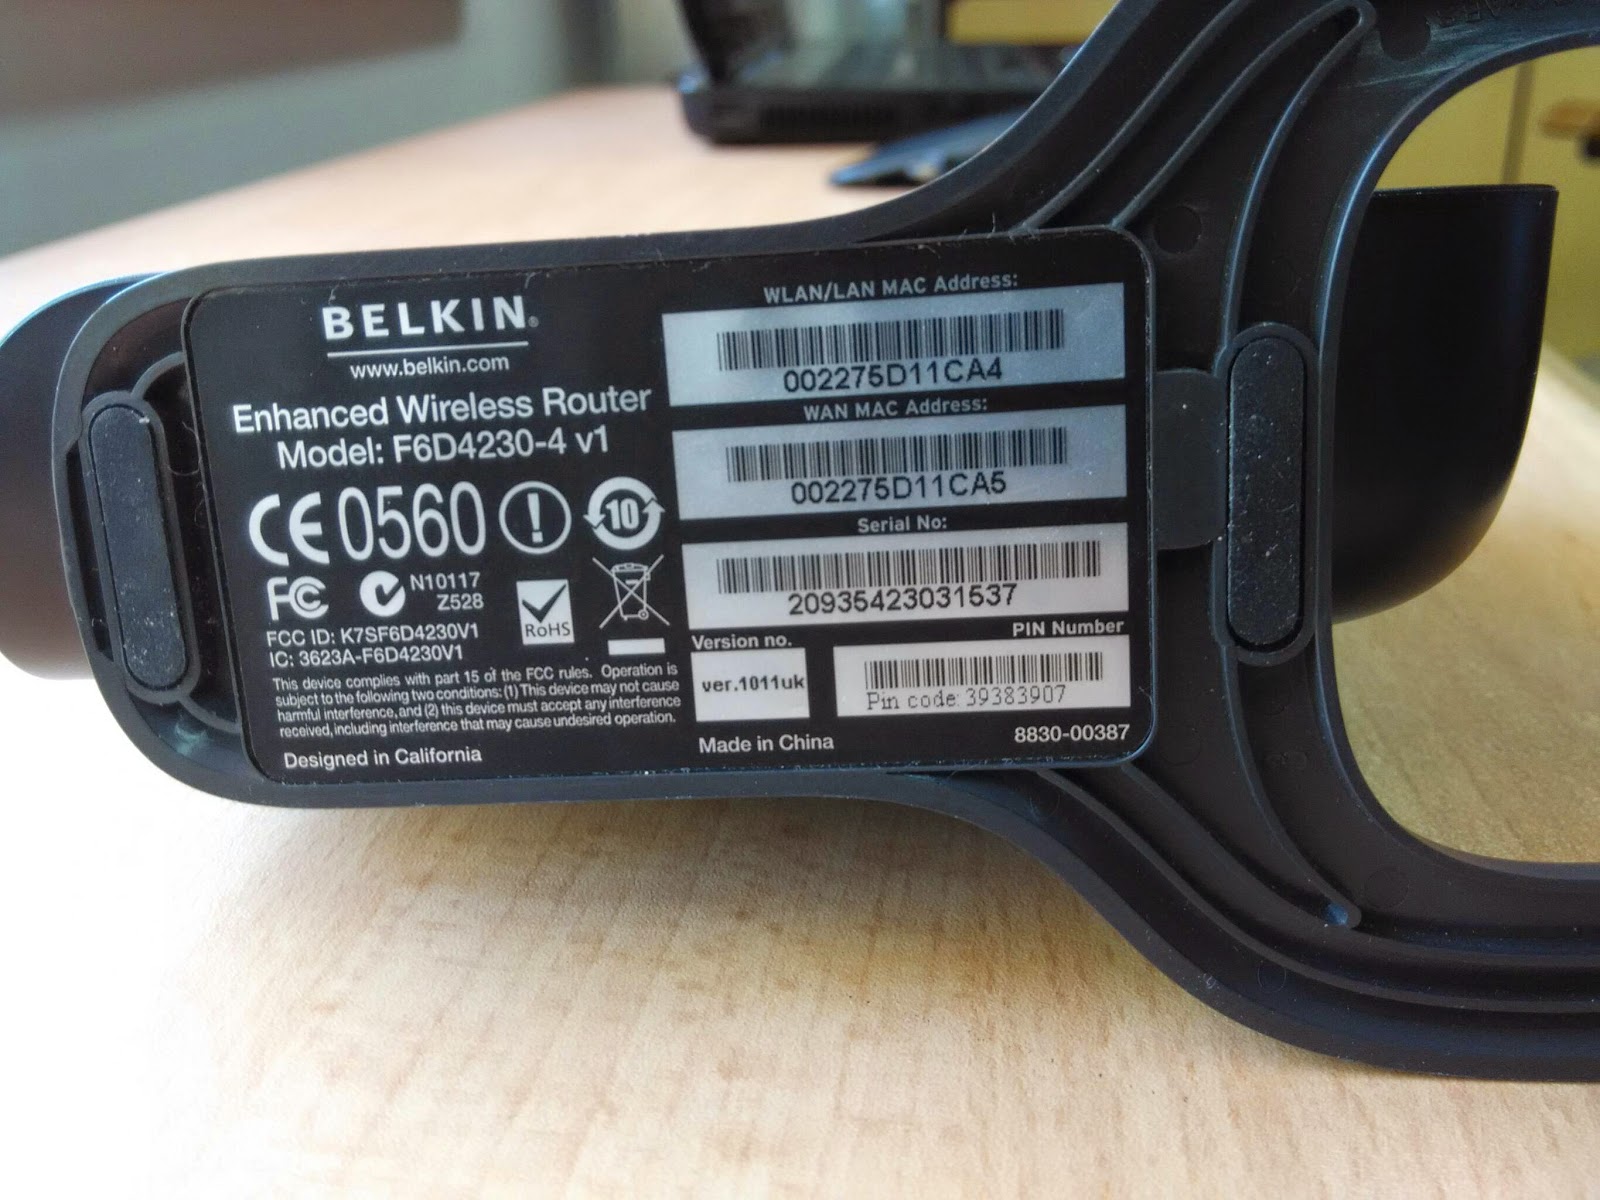 BELKIN®
www.belkin.com
Enhanced Wireless Router
Model: F6D4230-4 v1
CE 0560 ! 10
FC N10117
Z528
RoHS
FCC ID: K7SF6D4230V1
IC: 3623A-F6D4230V1
This device complies with part 15 of the FCC rules. Operation is
subject to the following two conditions: (1) This device may not cause
harmful interference, and (2) this device must accept any interference
received, including interference that may cause undesired operation.
Designed in California
WLAN/LAN MAC Address:
002275D11CA4
WAN MAC Address:
002275D11CA5
Serial No:
20935423031537
Version no.
ver.1011uk
PIN Number
Pin code: 39383907
Made in China
8830-00387